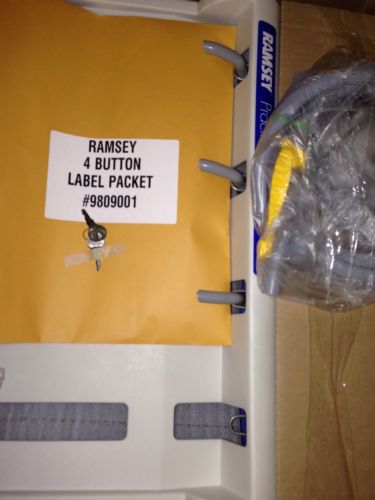 RAMSEY
4 BUTTON
LABEL PACKET
#9809001
RAMSEY